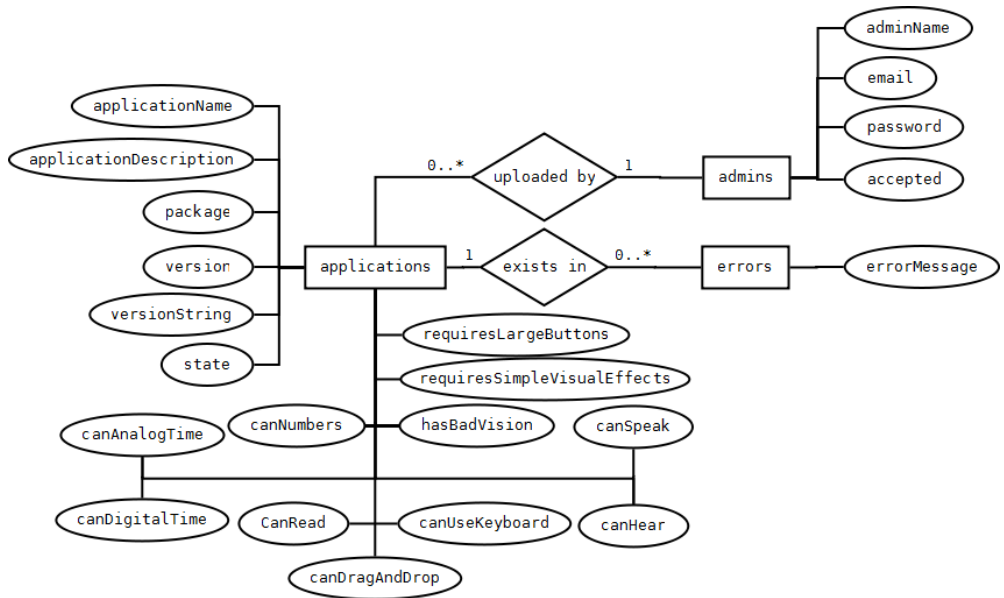 adminName
email
applicationName
password
applicationDescription
0..*
uploaded by
1
admins
accepted
package
version
applications
1
exists in
0..*
errors
errorMessage
versionString
requiresLargeButtons
state
requiresSimpleVisualEffects
canNumbers
hasBadVision
canSpeak
canAnalogTime
canDigitalTime
CanRead
canUseKeyboard
canHear
canDragAndDrop